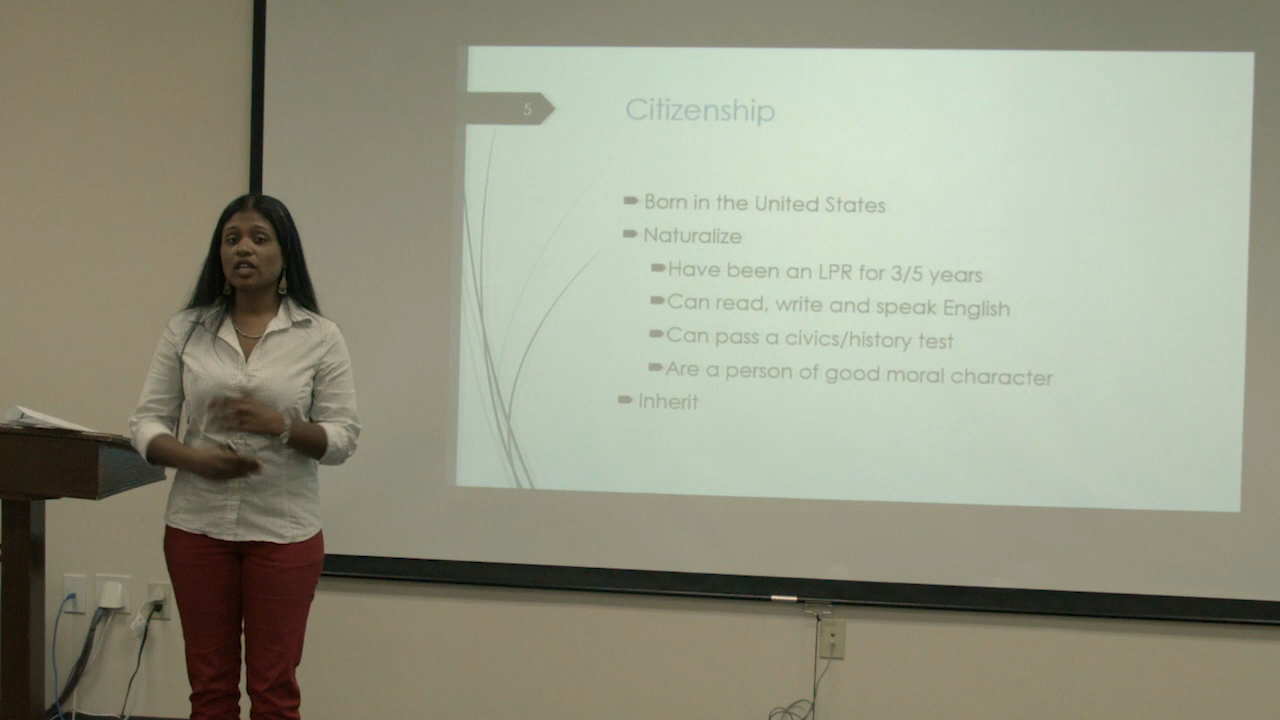 5
Citizenship
Born in the United States
Naturalize
Have been an LPR for 3/5 years
Can read, write and speak English
Can pass a civics/history test
Are a person of good moral character
Inherit